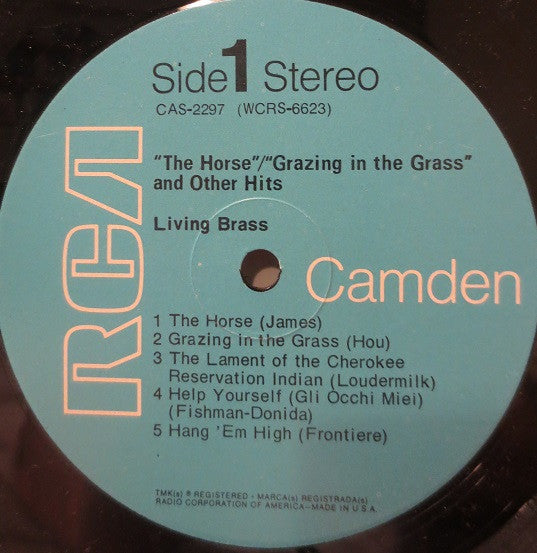 Side 1 Stereo
CAS-2297 (WCRS-6623)
"The Horse"/"Grazing in the Grass"
and Other Hits
Living Brass
RCA
Camden
1 The Horse (James)
2 Grazing in the Grass (Hou)
3 The Lament of the Cherokee
Reservation Indian (Loudermilk)
4 Help Yourself (Gli Occhi Miei)
(Fishman-Donida)
5 Hang 'Em High (Frontiere)
TMK(s) ® REGISTERED • MARCA(s) REGISTRADA(s)
RADIO CORPORATION OF AMERICA—MADE IN U.S.A.